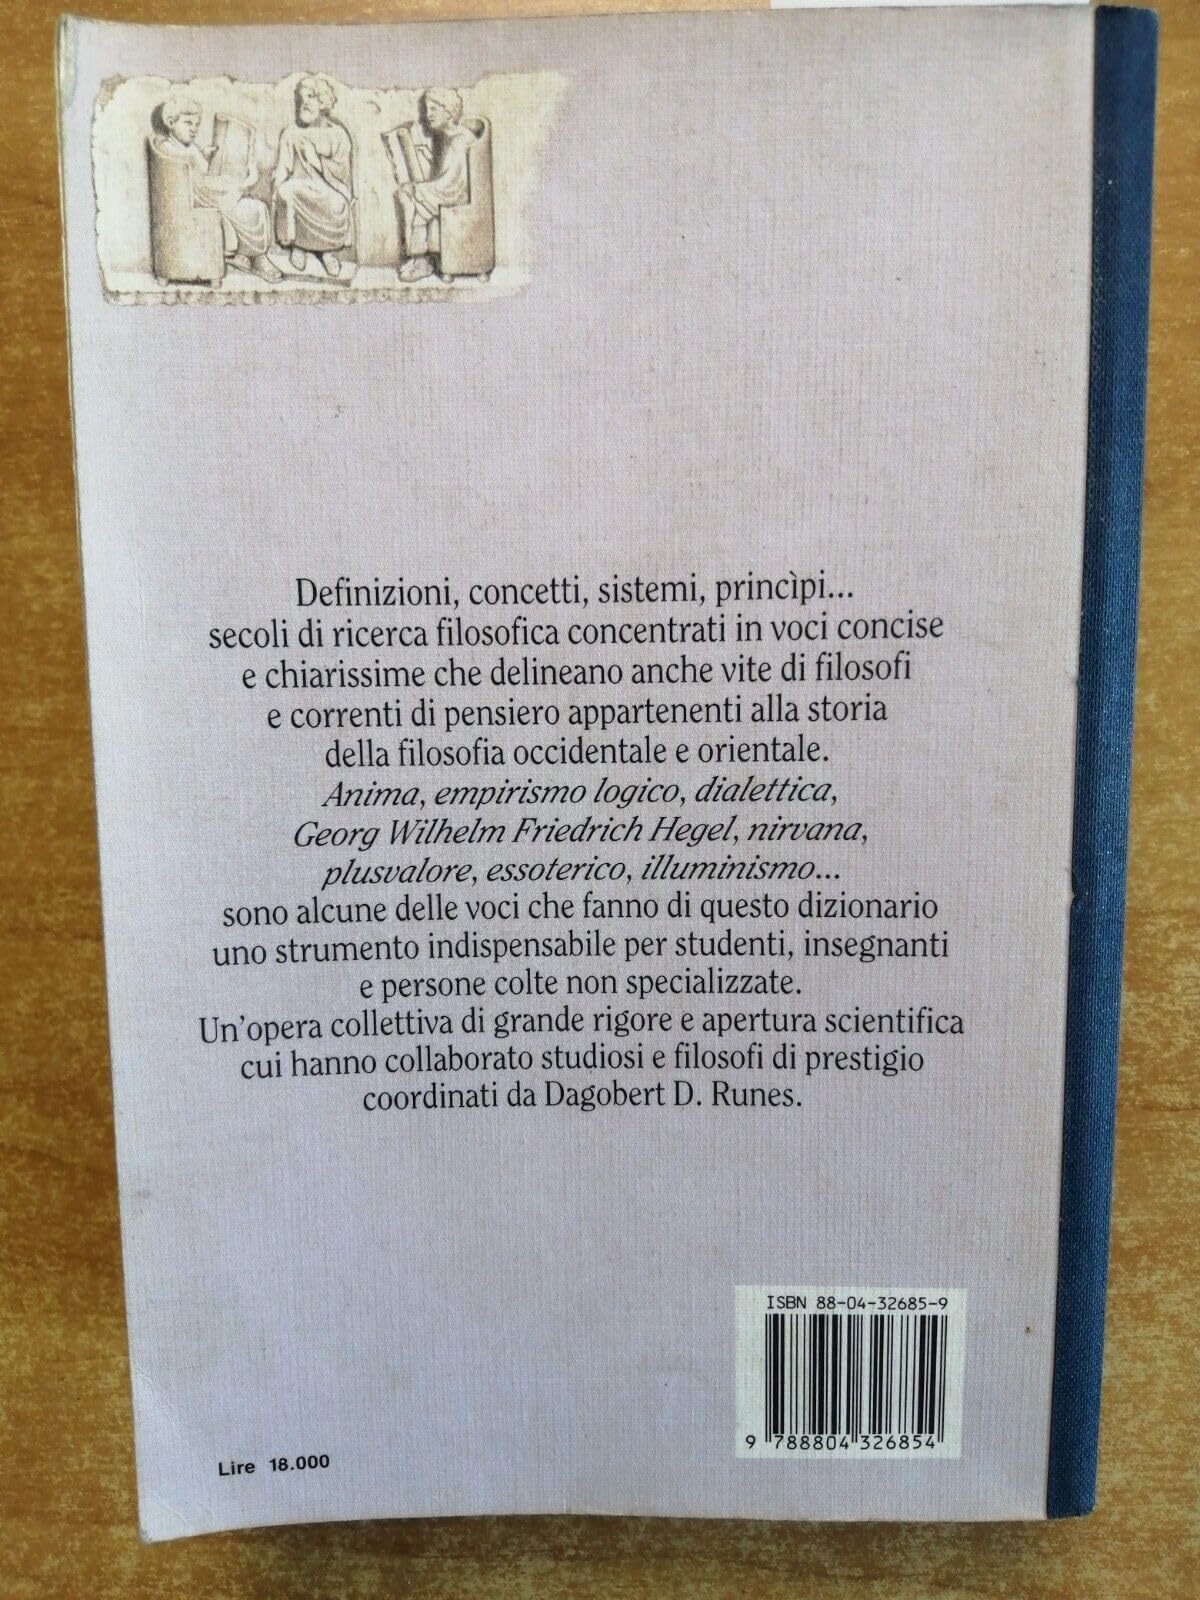 Definizioni, concetti, sistemi, princìpi...
secoli di ricerca filosofica concentrati in voci concise
e chiarissime che delineano anche vite di filosofi
e correnti di pensiero appartenenti alla storia
della filosofia occidentale e orientale.
Anima, empirismo logico, dialettica,
Georg Wilhelm Friedrich Hegel, nirvana,
plusvalore, essoterico, illuminismo...
sono alcune delle voci che fanno di questo dizionario
uno strumento indispensabile per studenti, insegnanti
e persone colte non specializzate.
Un'opera collettiva di grande rigore e apertura scientifica
cui hanno collaborato studiosi e filosofi di prestigio
coordinati da Dagobert D. Runes.
ISBN 88-04-32685-9
9 788804 326854
Lire 18.000